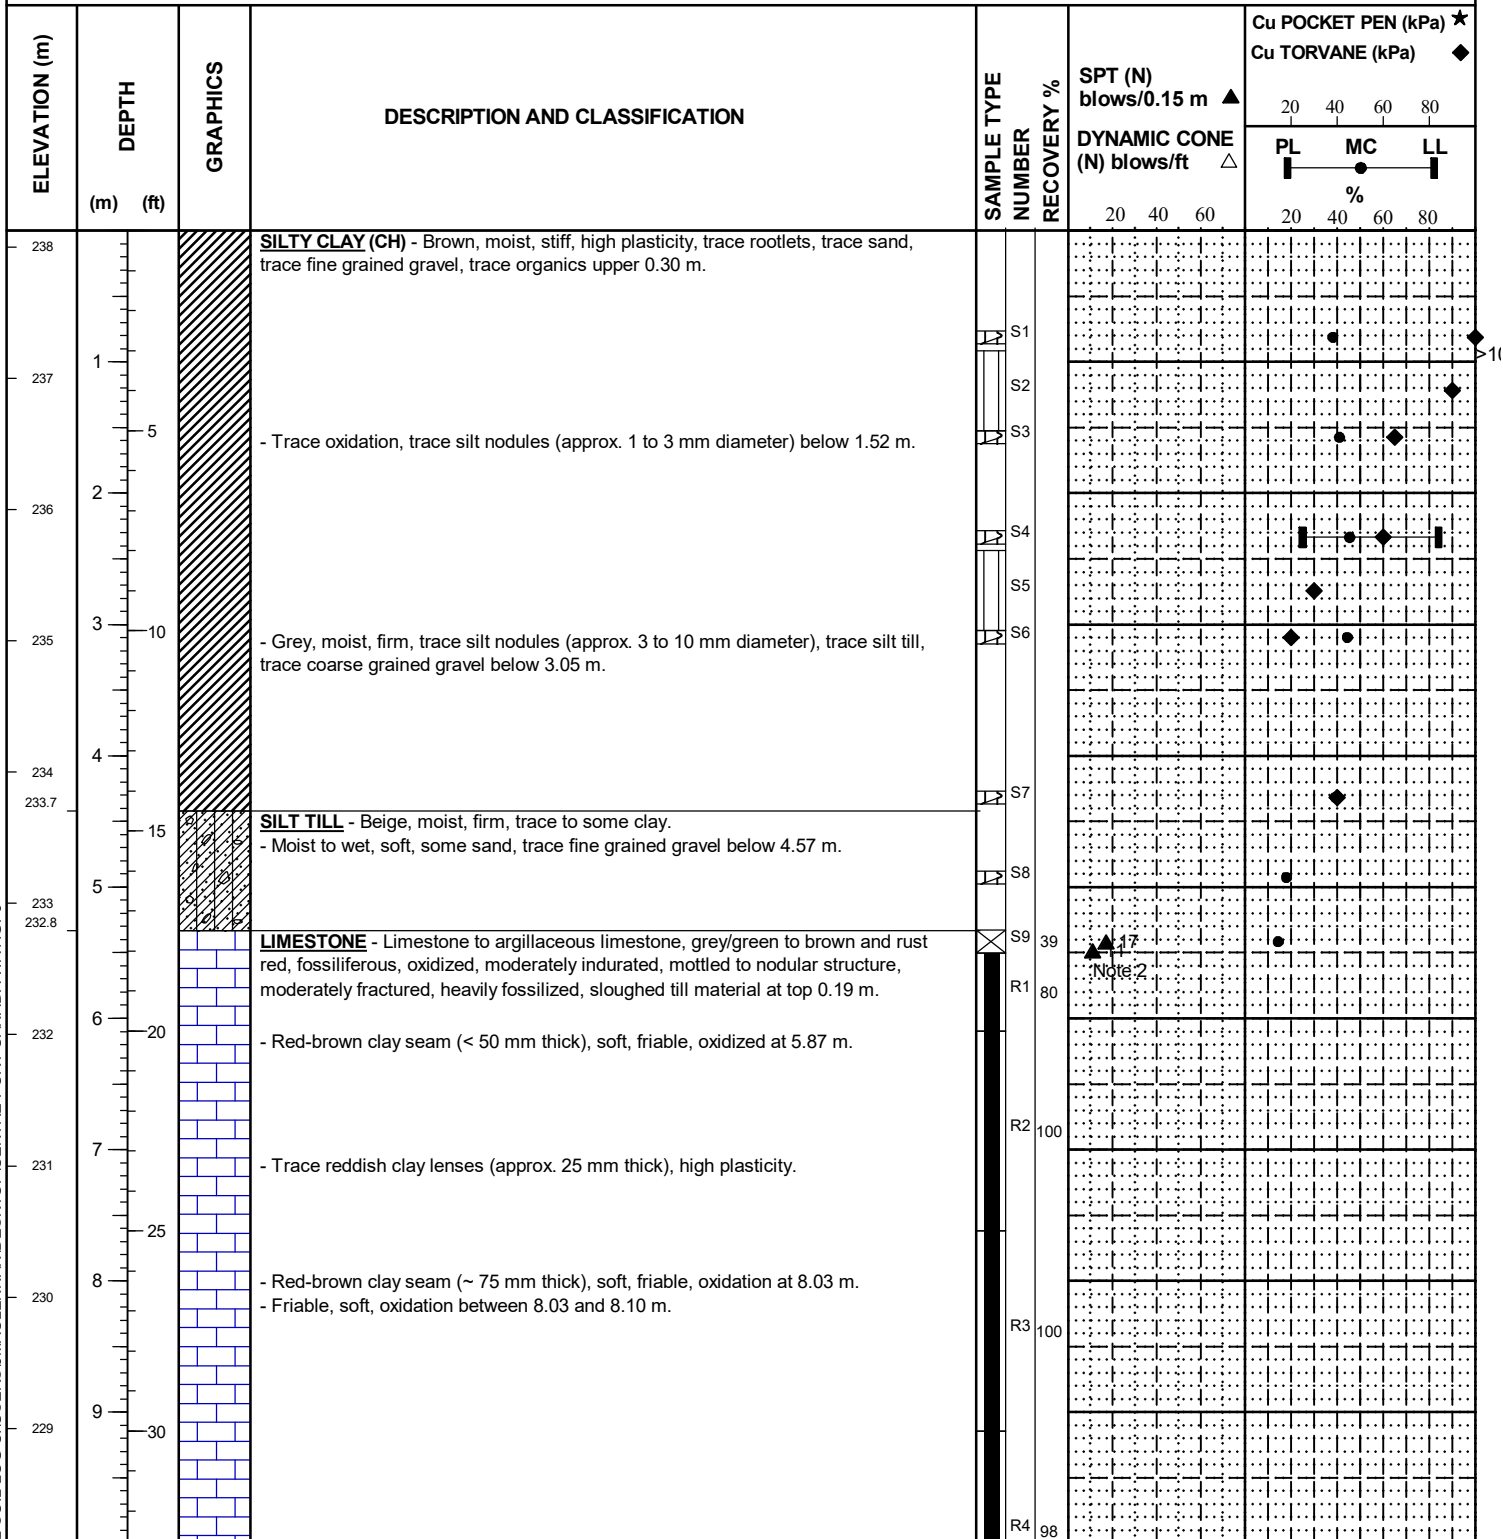 Cu POCKET PEN (kPa)
Cu TORVANE (kPa)
ELEVATION (m)
DEPTH
GRAPHICS
DESCRIPTION AND CLASSIFICATION
SAMPLE TYPE
NUMBER
RECOVERY %
SPT (N)
blows/0.15 m
DYNAMIC CONE
(N) blows/ft
20 40 60 80
PL MC LL
%
(m) (ft)
20 40 60
20 40 60 80
238
SILTY CLAY (CH) - Brown, moist, stiff, high plasticity, trace rootlets, trace sand,
trace fine grained gravel, trace organics upper 0.30 m.
S1
>10
1
237
S2
5
- Trace oxidation, trace silt nodules (approx. 1 to 3 mm diameter) below 1.52 m.
S3
2
236
S4
S5
3
10
235
- Grey, moist, firm, trace silt nodules (approx. 3 to 10 mm diameter), trace silt till,
trace coarse grained gravel below 3.05 m.
S6
4
234
S7
233.7
SILT TILL - Beige, moist, firm, trace to some clay.
15
- Moist to wet, soft, some sand, trace fine grained gravel below 4.57 m.
S8
5
233
232.8
LIMESTONE - Limestone to argillaceous limestone, grey/green to brown and rust
red, fossiliferous, oxidized, moderately indurated, mottled to nodular structure,
moderately fractured, heavily fossilized, sloughed till material at top 0.19 m.
S9 39
17
11
Note 2
R1 80
6
20
232
- Red-brown clay seam (< 50 mm thick), soft, friable, oxidized at 5.87 m.
R2 100
7
231
- Trace reddish clay lenses (approx. 25 mm thick), high plasticity.
25
8
230
- Red-brown clay seam (~ 75 mm thick), soft, friable, oxidation at 8.03 m.
- Friable, soft, oxidation between 8.03 and 8.10 m.
R3 100
9
229
30
R4 98